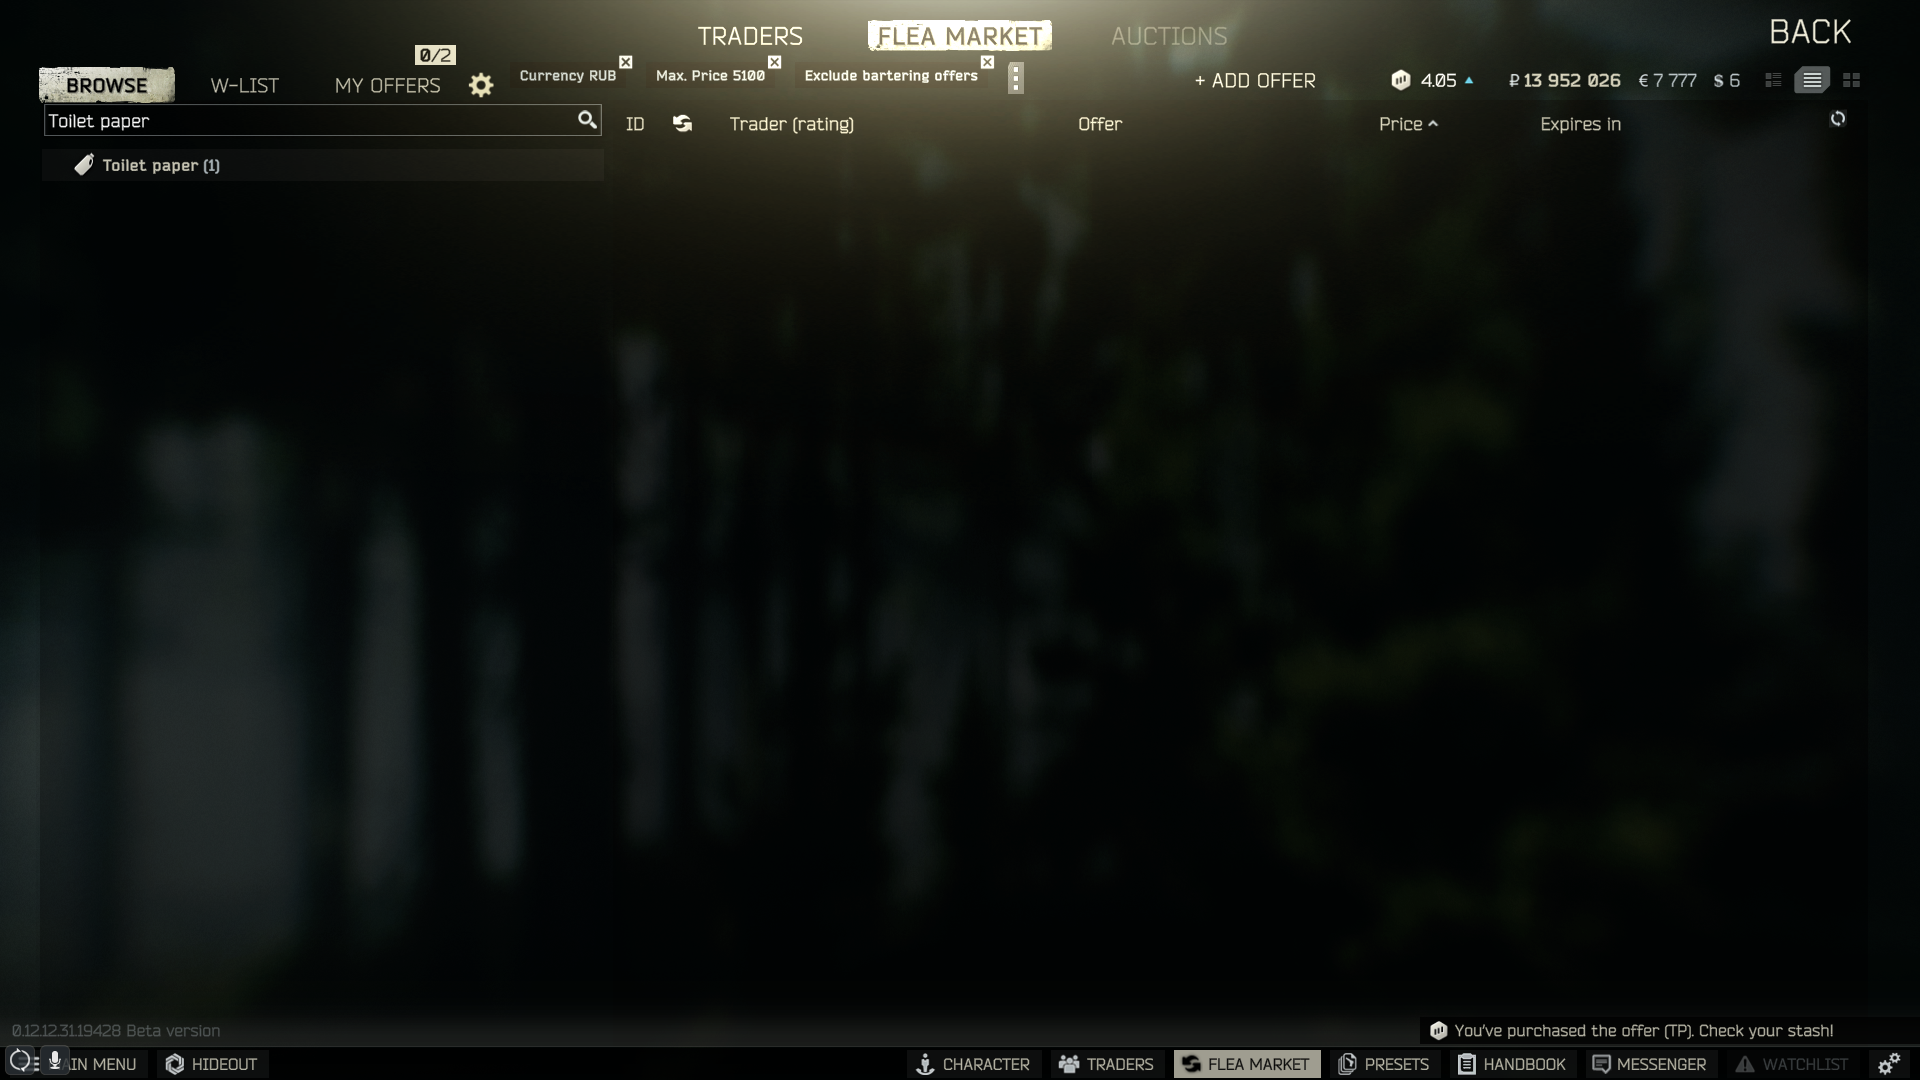 TRADERS FLEA MARKET AUCTIONS BACK
0/2
BROWSE W-LIST MY OFFERS Currency RUB Max. Price 5100 Exclude bartering offers + ADD OFFER 4.05 ₽ 13 952 026 € 7 777 $ 6
Toilet paper ID Trader (rating) Offer Price Expires in
Toilet paper (1)
0.12.12.31.19428 Beta version You've purchased the offer (TP). Check your stash!
AIN MENU HIDEOUT CHARACTER TRADERS FLEA MARKET PRESETS HANDBOOK MESSENGER WATCHLIST